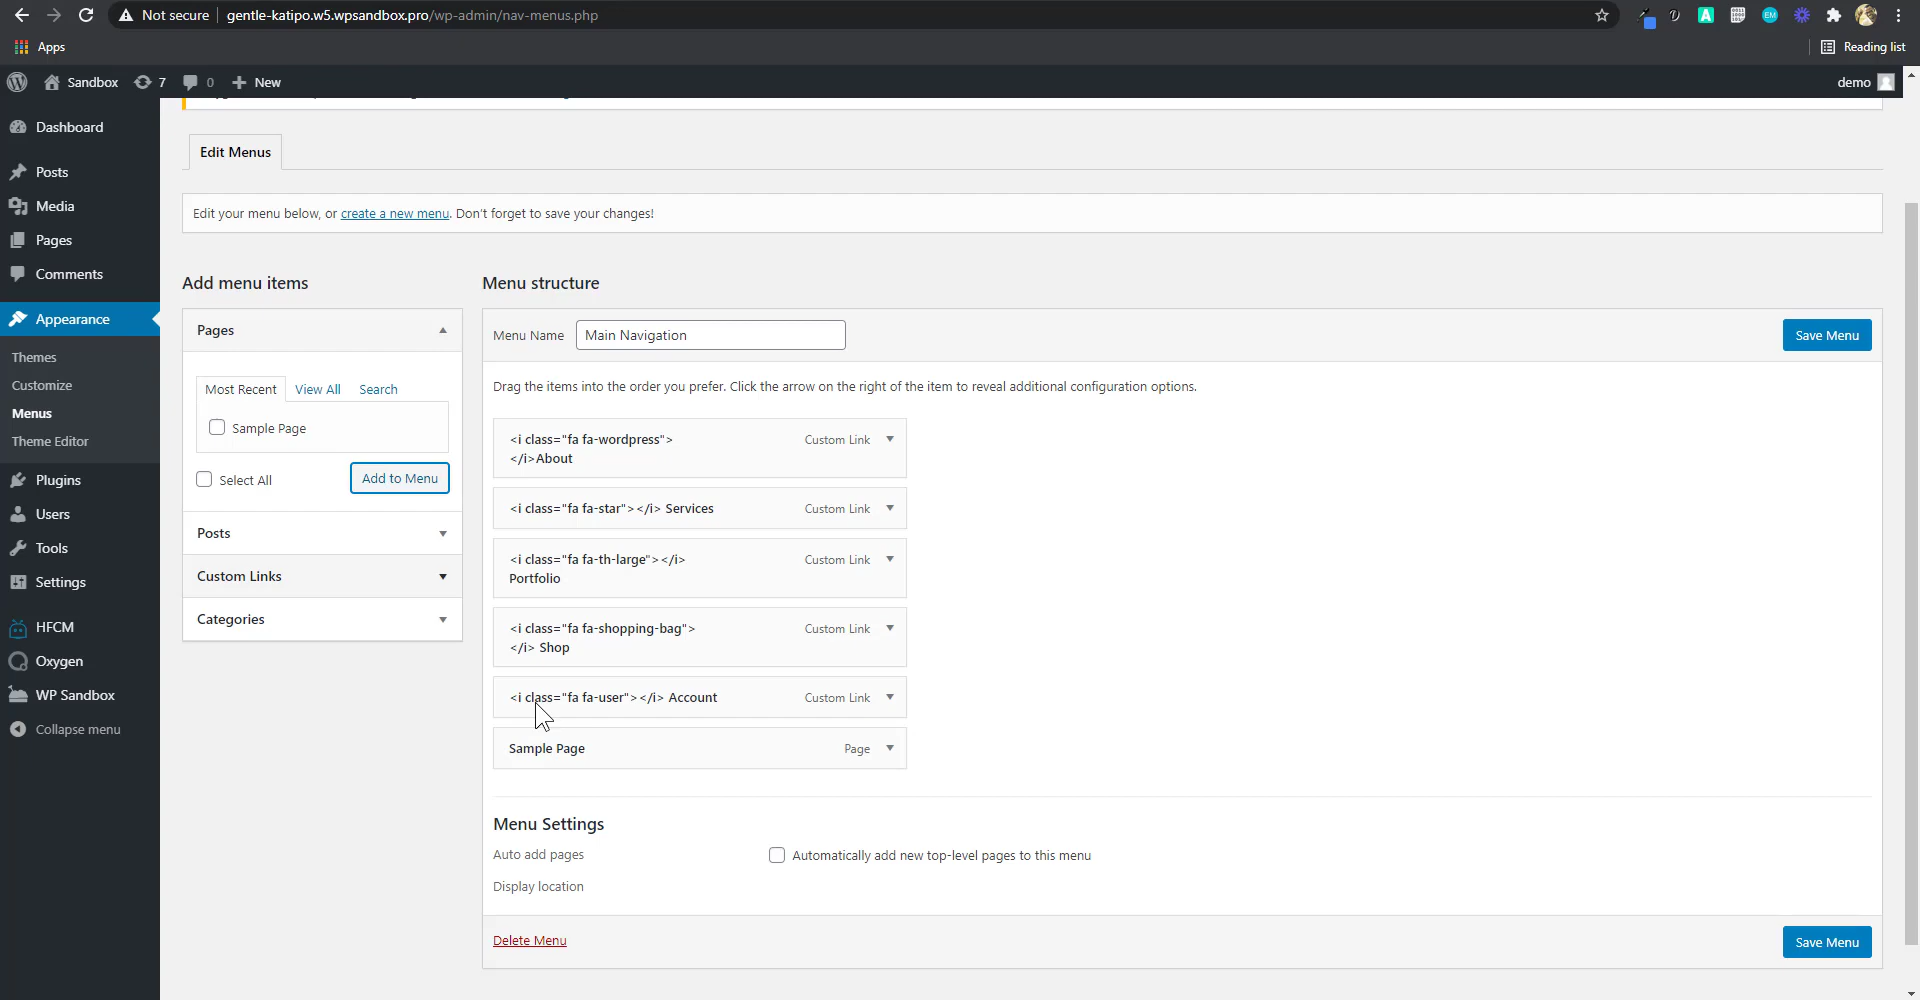 Not secure
gentle-katipo.w5.wpsandbox.pro/wp-admin/nav-menus.php
Apps
Reading list
Sandbox
7
0
New
demo
Dashboard
Posts
Media
Pages
Comments
Appearance
Themes
Customize
Menus
Theme Editor
Plugins
Users
Tools
Settings
HFCM
Oxygen
WP Sandbox
Collapse menu
Edit Menus
Edit your menu below, or create a new menu. Don't forget to save your changes!
Add menu items
Pages
Most Recent
View All
Search
Sample Page
Select All
Add to Menu
Posts
Custom Links
Categories
Menu structure
Menu Name
Main Navigation
Save Menu
Drag the items into the order you prefer. Click the arrow on the right of the item to reveal additional configuration options.
<i class="fa fa-wordpress">
</i>About
Custom Link
<i class="fa fa-star"></i> Services
Custom Link
<i class="fa fa-th-large"></i>
Portfolio
Custom Link
<i class="fa fa-shopping-bag">
</i> Shop
Custom Link
<i class="fa fa-user"></i> Account
Custom Link
Sample Page
Page
Menu Settings
Auto add pages
Automatically add new top-level pages to this menu
Display location
Delete Menu
Save Menu